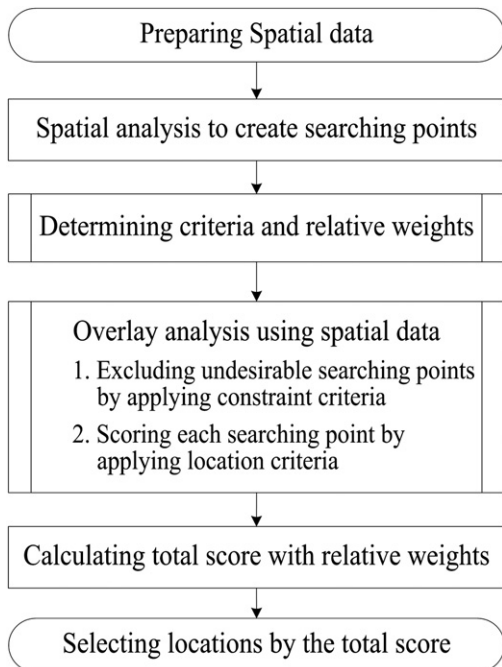 Preparing Spatial data
Spatial analysis to create searching points
Determining criteria and relative weights
Overlay analysis using spatial data
1. Excluding undesirable searching points
by applying constraint criteria
2. Scoring each searching point by
applying location criteria
Calculating total score with relative weights
Selecting locations by the total score